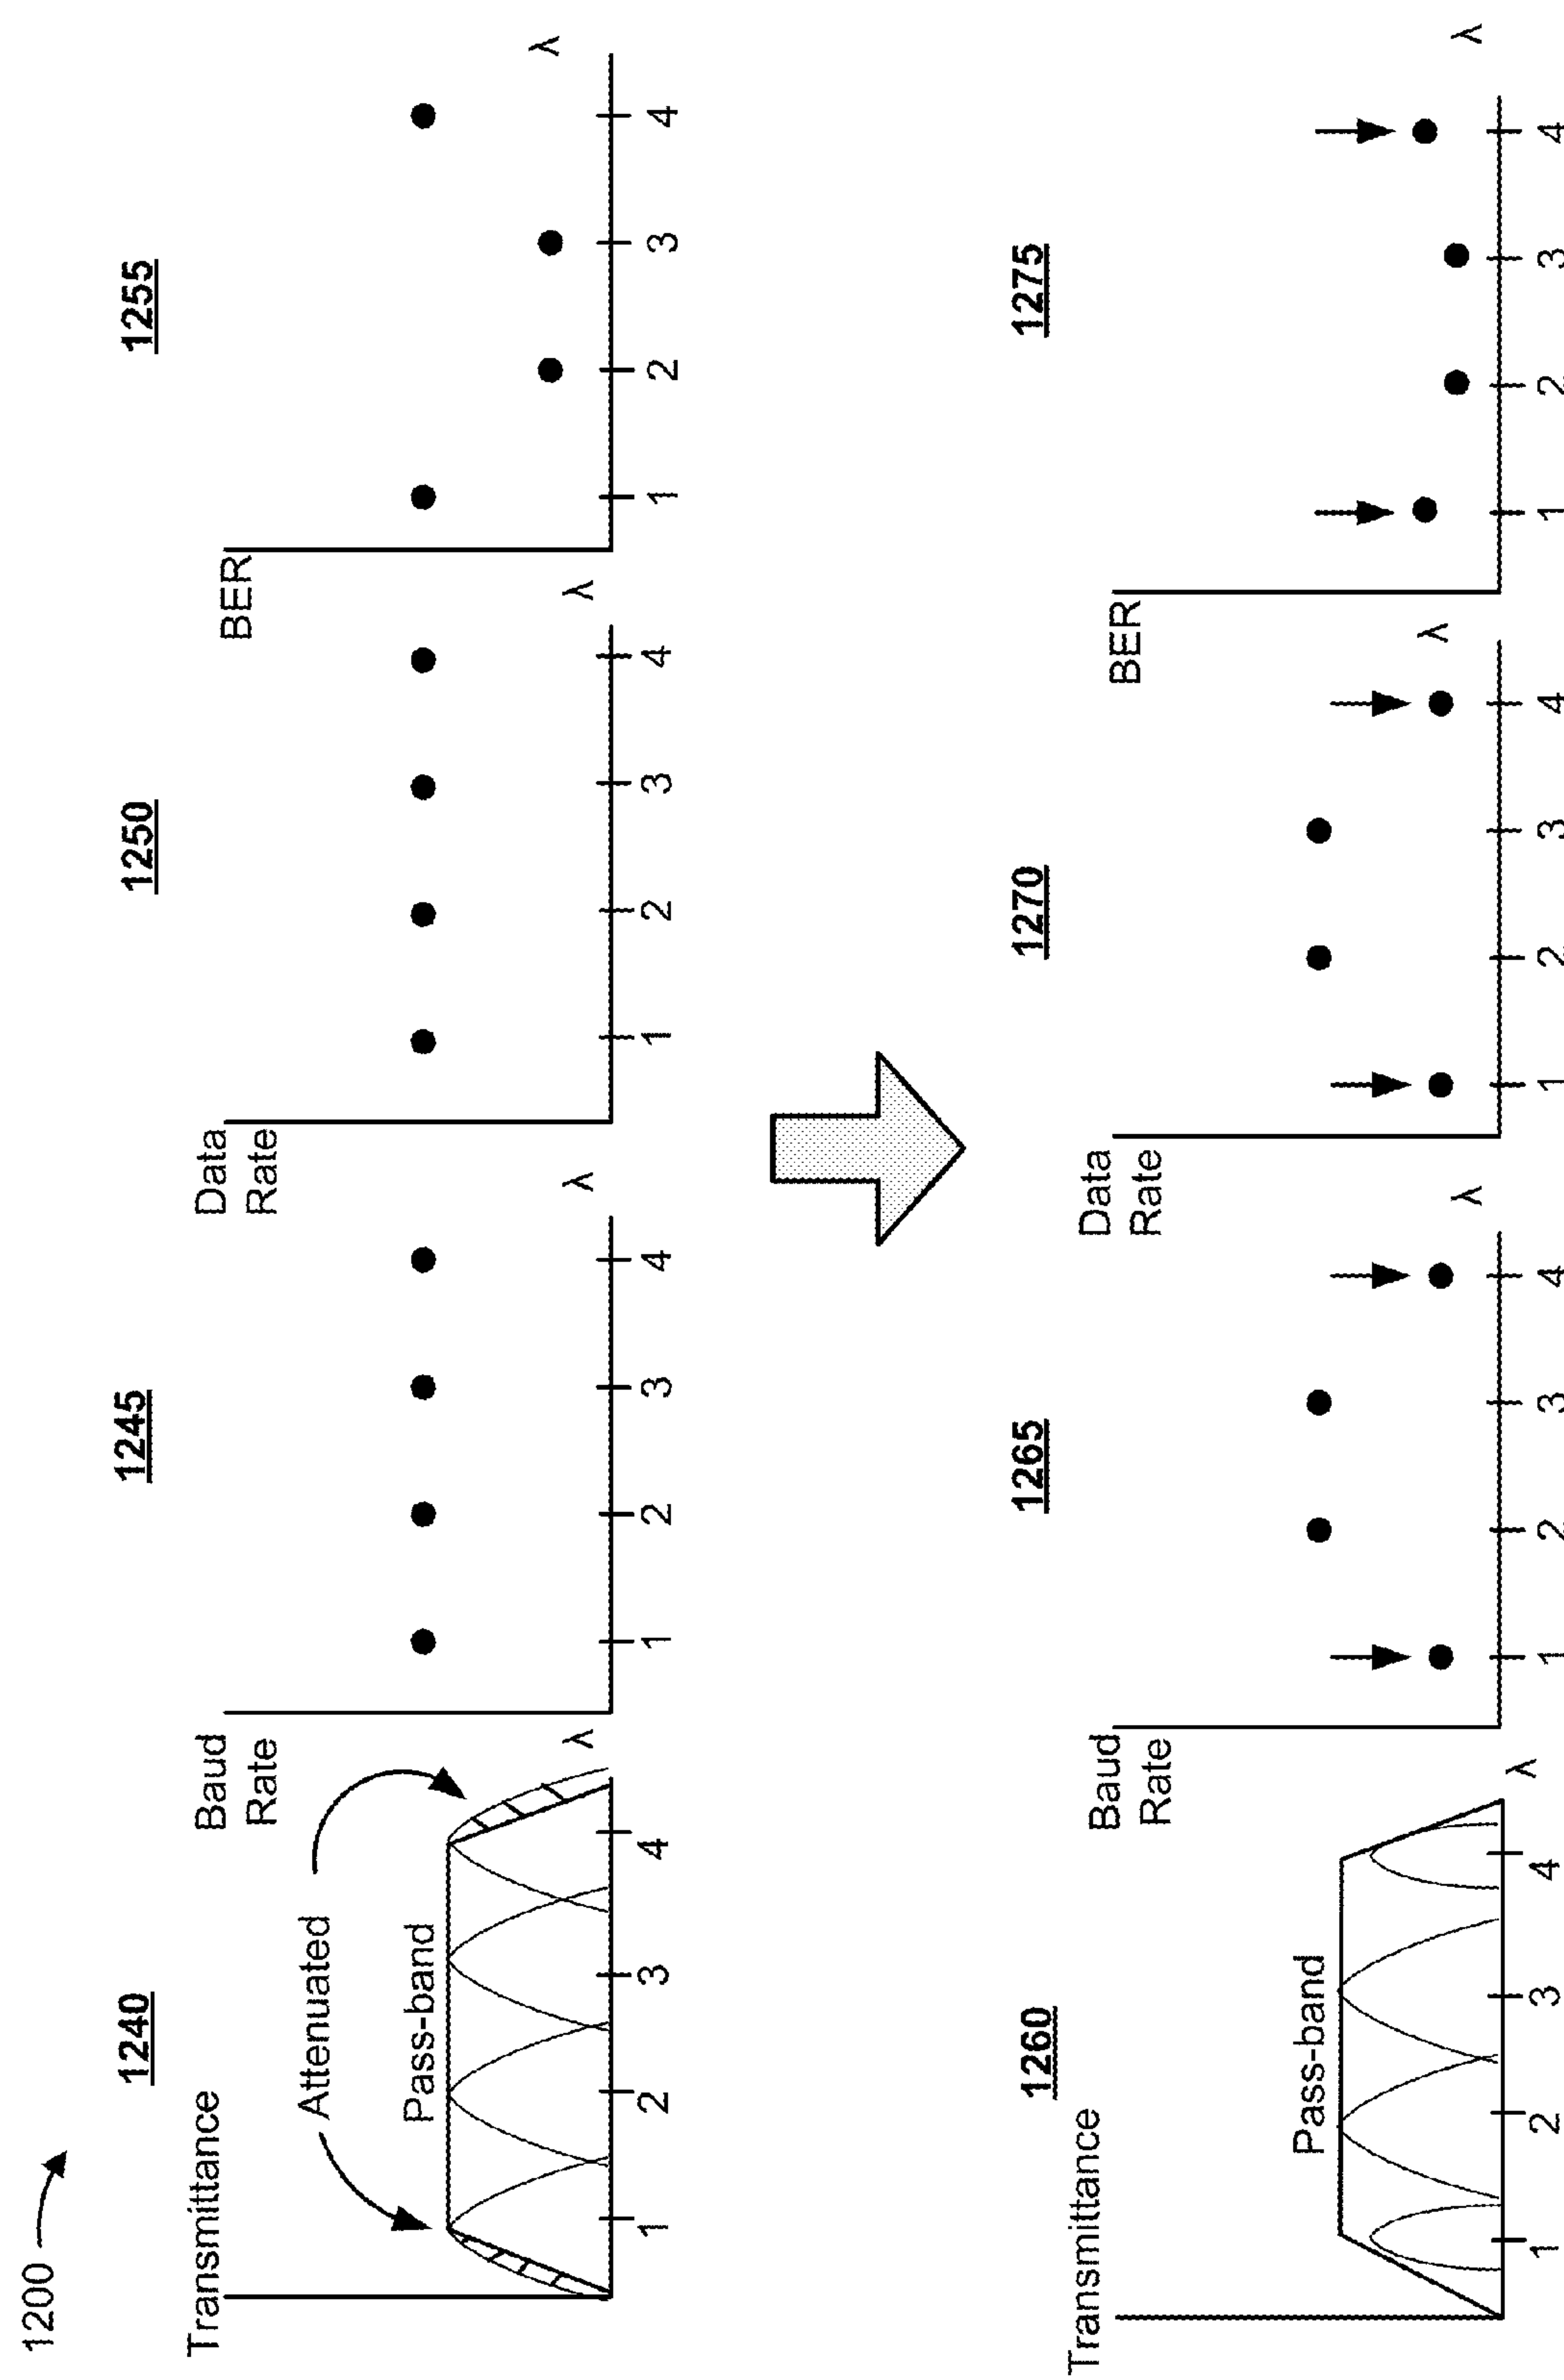 1200
1240
1245
1250
1255
Transmittance
Attenuated
Pass-band
1 2 3 4
λ
Baud
Rate
1 2 3 4
λ
Data
Rate
1 2 3 4
λ
BER
1 2 3 4
λ
1260
1265
1270
1275
Transmittance
Pass-band
1 2 3 4
λ
Baud
Rate
1 2 3 4
λ
Data
Rate
1 2 3 4
λ
BER
1 2 3 4
λ